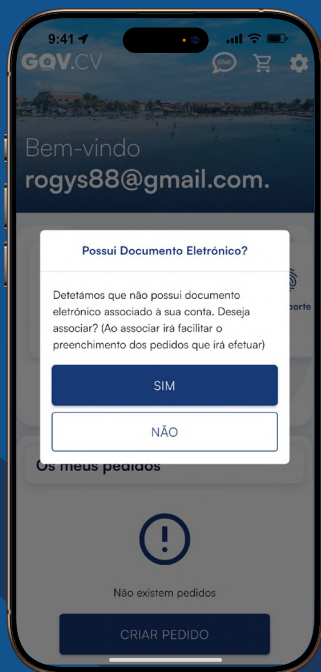 9:41
GOV.CV
Chat
Bem-vindo
rogys88@gmail.com.
Possui Documento Eletrónico?
Detetámos que não possui documento
eletrónico associado à sua conta. Deseja
associar? (Ao associar irá facilitar o
preenchimento dos pedidos que irá efetuar)
SIM
NÃO
Os meus pedidos
Não existem pedidos
CRIAR PEDIDO